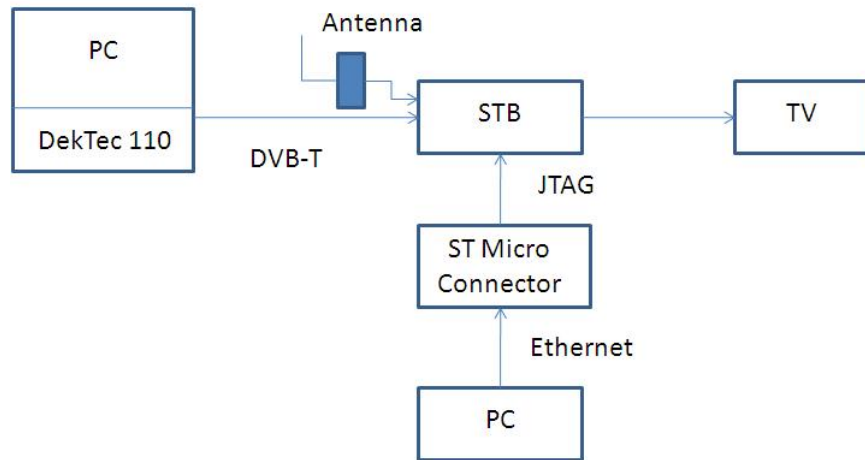 Antenna
PC
DekTec 110
STB
TV
DVB-T
JTAG
ST Micro
Connector
Ethernet
PC